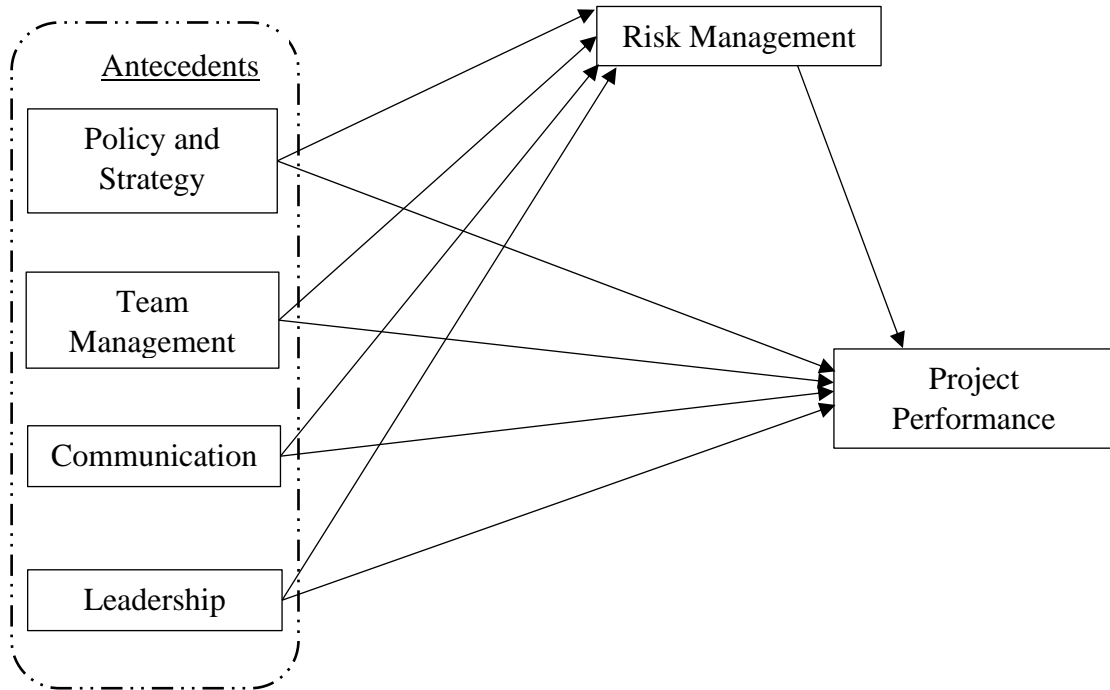 Risk Management
Antecedents
Policy and
Strategy
Team
Management
Communication
Leadership
Project
Performance